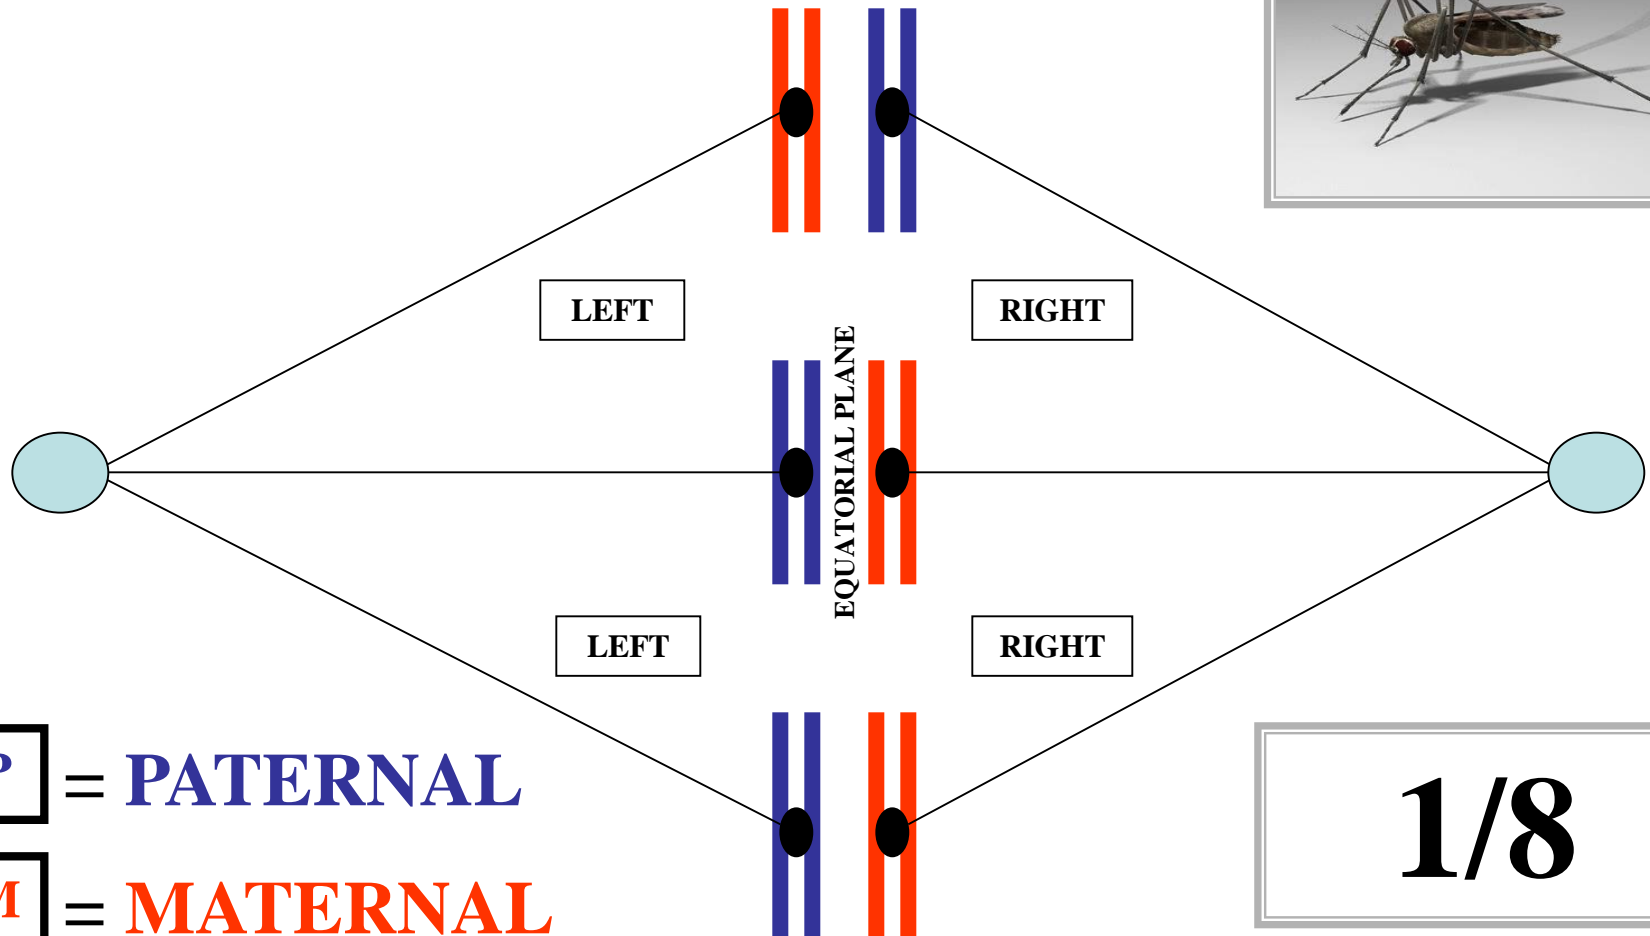 LEFT
RIGHT
EQUATORIAL PLANE
LEFT
RIGHT
P = PATERNAL
M = MATERNAL
1/8